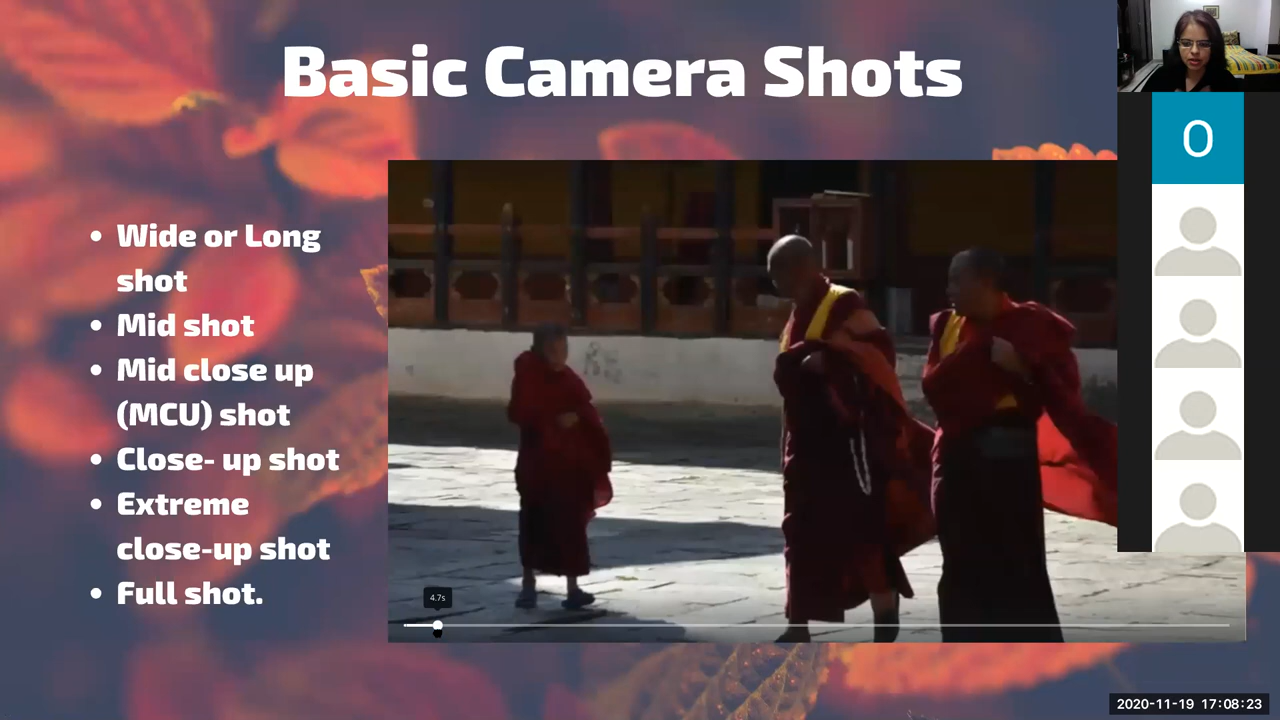 Basic Camera Shots
O
• Wide or Long
shot
• Mid shot
• Mid close up
(MCU) shot
• Close- up shot
• Extreme
close-up shot
• Full shot.
4.7s
2020-11-19 17:08:23